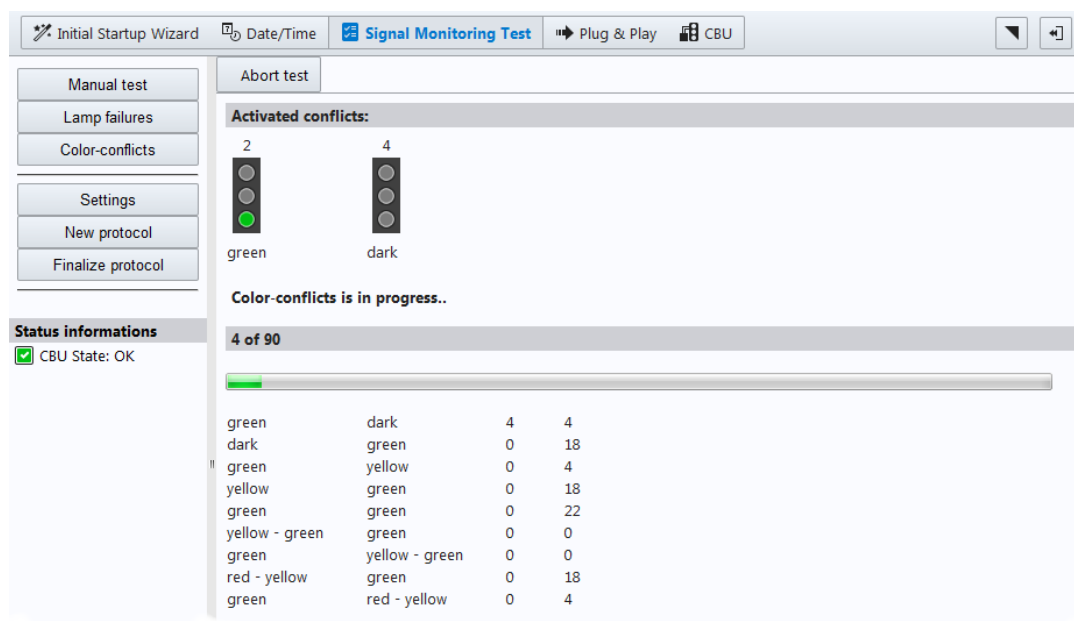 Initial Startup Wizard Date/Time Signal Monitoring Test Plug & Play CBU
Manual test
Lamp failures
Color-conflicts
Settings
New protocol
Finalize protocol
Status informations
CBU State: OK
Abort test
Activated conflicts:
2 4
green dark
Color-conflicts is in progress..
4 of 90
green dark 4 4
dark green 0 18
green yellow 0 4
yellow green 0 18
green green 0 22
yellow - green green 0 0
green yellow - green 0 0
red - yellow green 0 18
green red - yellow 0 4